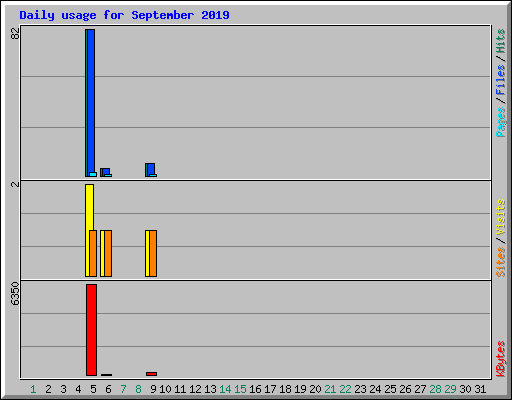 Daily usage for September 2019
82
2
6350
Pages / Files / Hits
Sites / Visits
KBytes
1 2 3 4 5 6 7 8 9 10 11 12 13 14 15 16 17 18 19 20 21 22 23 24 25 26 27 28 29 30 31